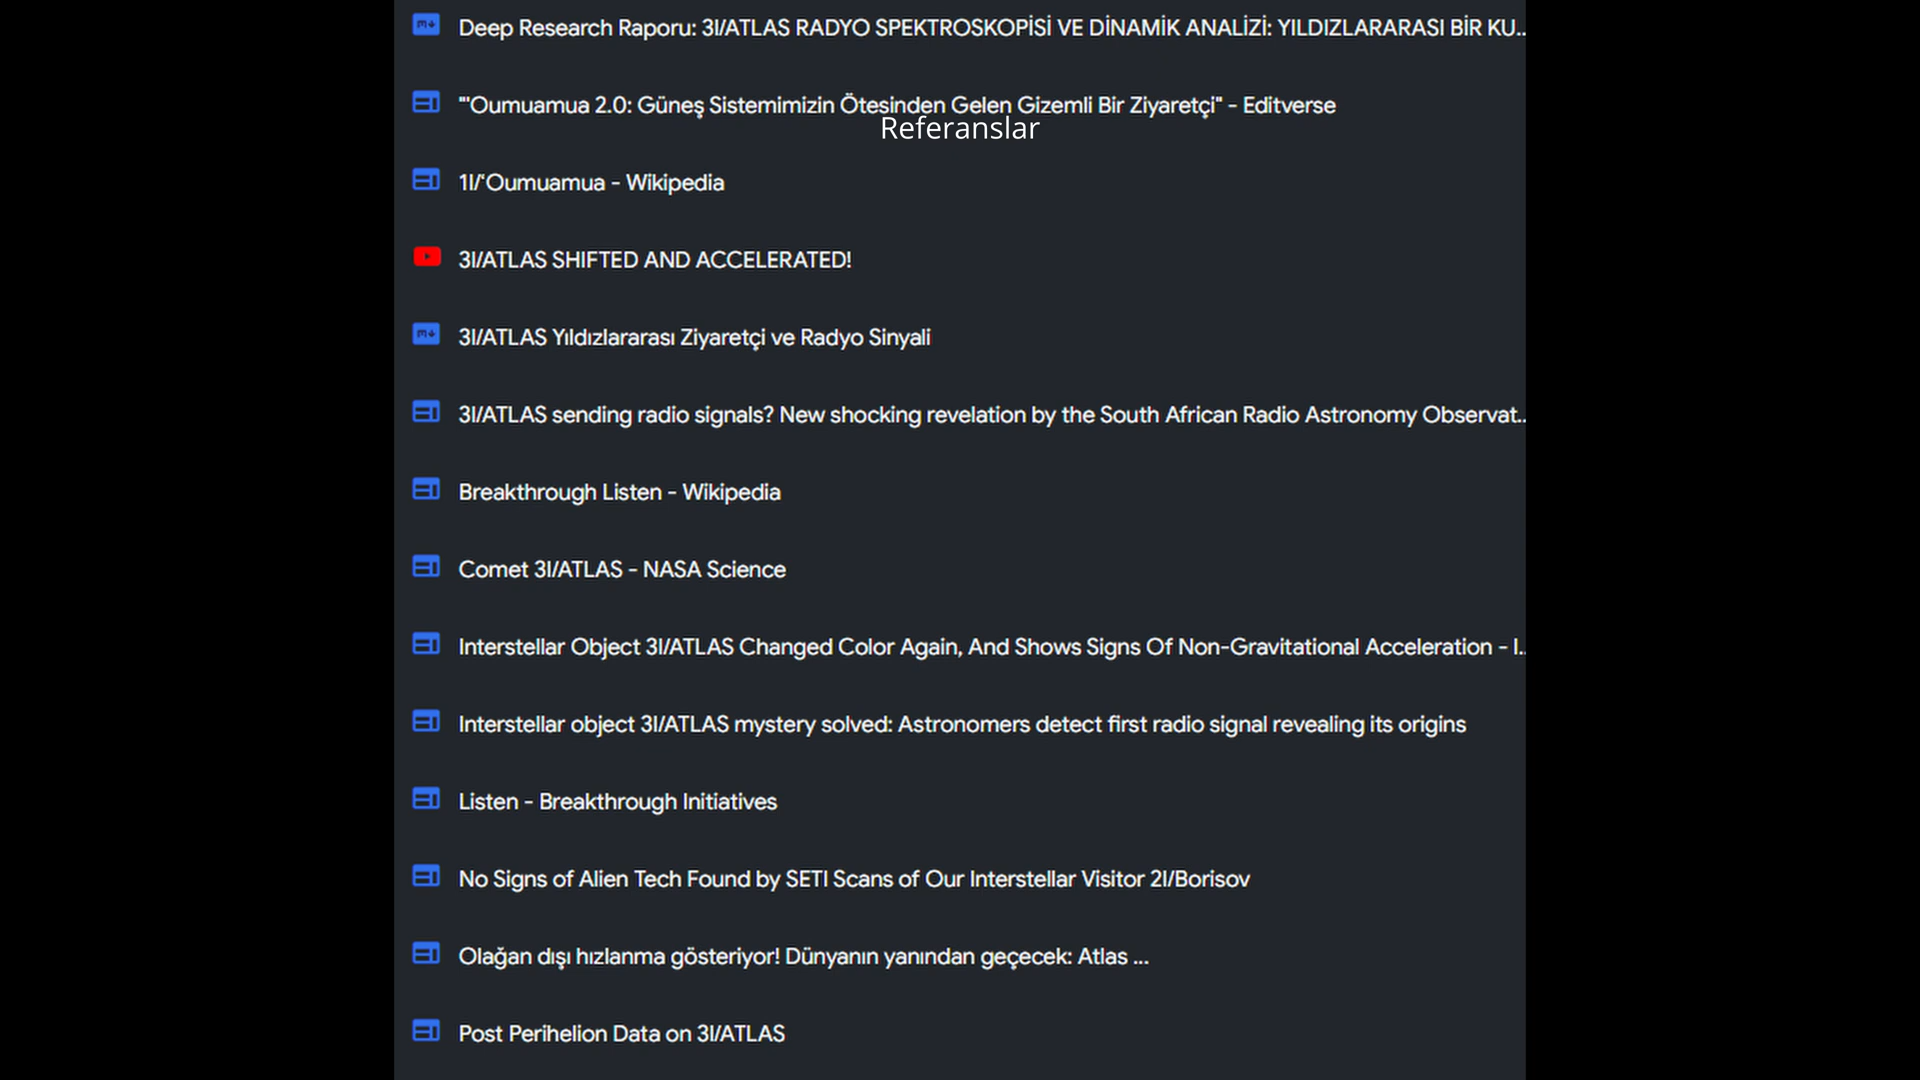 Deep Research Raporu: 3I/ATLAS RADYO SPEKTROSKOPİSİ VE DİNAMİK ANALİZİ: YILDIZLARARASI BİR KU..
"'Oumuamua 2.0: Güneş Sistemimizin Ötesinden Gelen Gizemli Bir Ziyaretçi" - Editverse
Referanslar
1I/ʻOumuamua - Wikipedia
3I/ATLAS SHIFTED AND ACCELERATED!
3I/ATLAS Yıldızlararası Ziyaretçi ve Radyo Sinyali
3I/ATLAS sending radio signals? New shocking revelation by the South African Radio Astronomy Observat..
Breakthrough Listen - Wikipedia
Comet 3I/ATLAS - NASA Science
Interstellar Object 3I/ATLAS Changed Color Again, And Shows Signs Of Non-Gravitational Acceleration - I..
Interstellar object 3I/ATLAS mystery solved: Astronomers detect first radio signal revealing its origins
Listen - Breakthrough Initiatives
No Signs of Alien Tech Found by SETI Scans of Our Interstellar Visitor 2I/Borisov
Olağan dışı hızlanma gösteriyor! Dünyanın yanından geçecek: Atlas ...
Post Perihelion Data on 3I/ATLAS